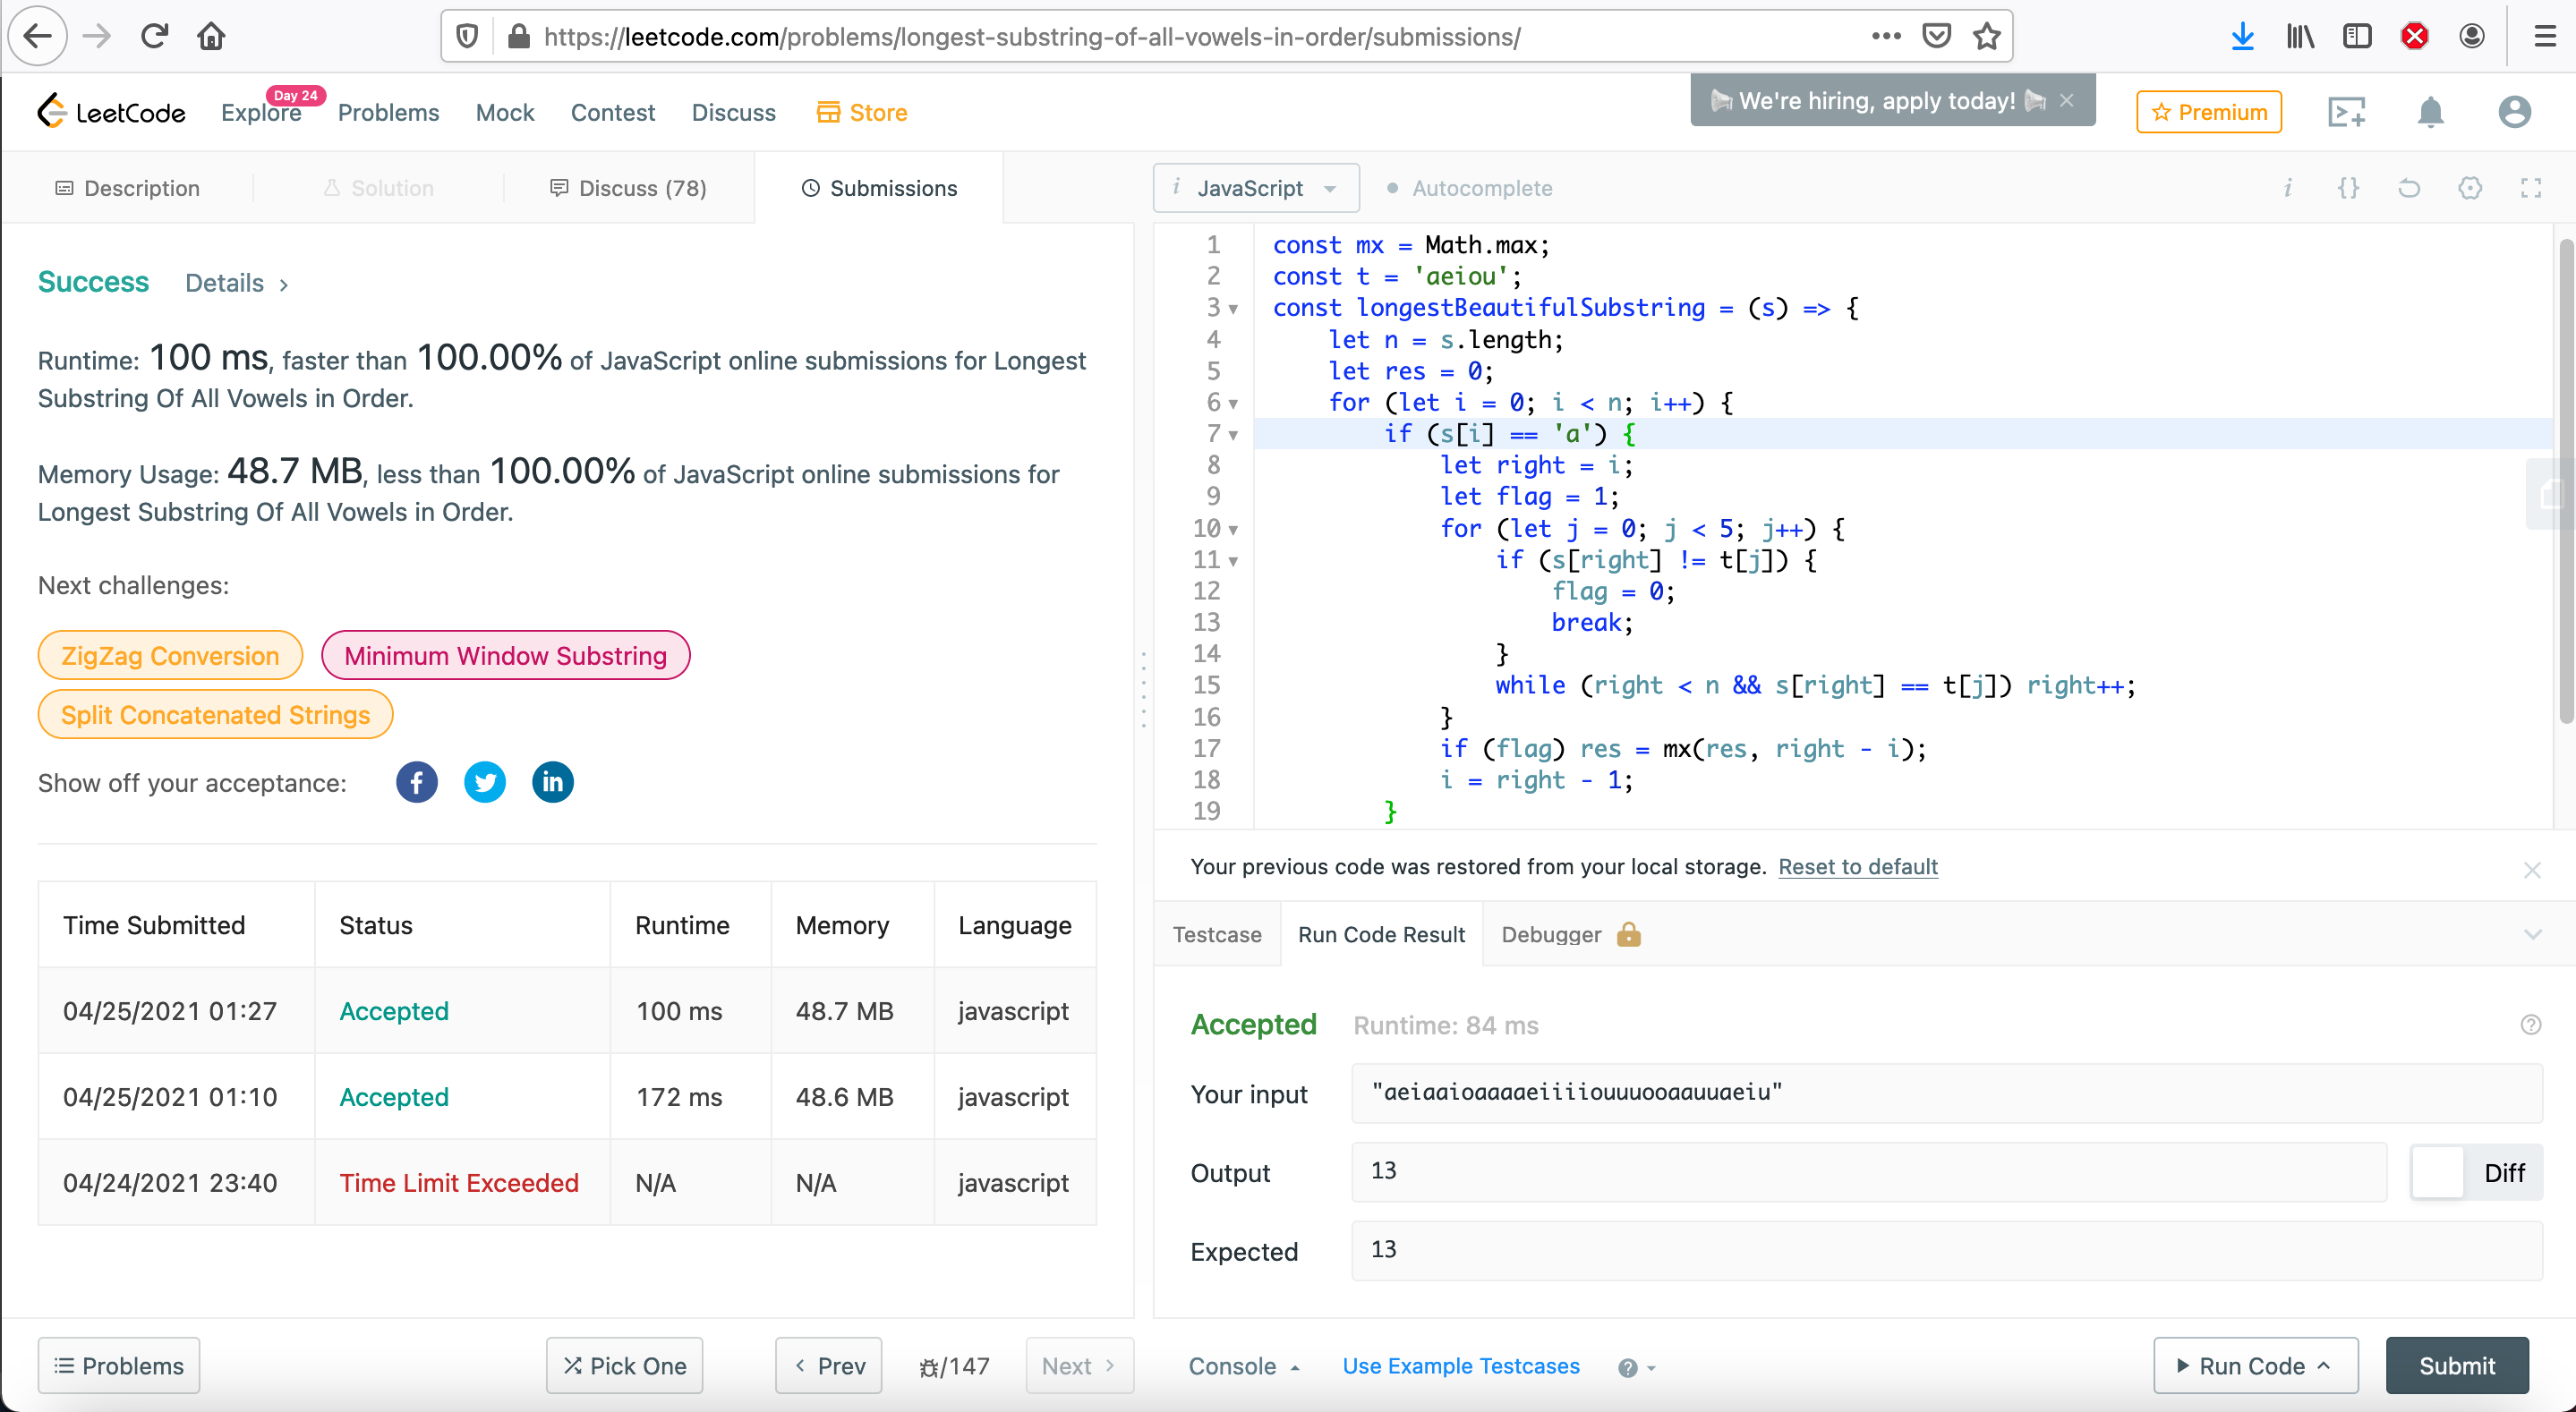 https://leetcode.com/problems/longest-substring-of-all-vowels-in-order/submissions/
LeetCode
Explore
Day 24
Problems
Mock
Contest
Discuss
Store
We're hiring, apply today!
Premium
Description
Solution
Discuss (78)
Submissions
i JavaScript
Autocomplete
Success
Details
Runtime: 100 ms, faster than 100.00% of JavaScript online submissions for Longest
Substring Of All Vowels in Order.
Memory Usage: 48.7 MB, less than 100.00% of JavaScript online submissions for
Longest Substring Of All Vowels in Order.
Next challenges:
ZigZag Conversion
Minimum Window Substring
Split Concatenated Strings
Show off your acceptance:
Time Submitted Status Runtime Memory Language
04/25/2021 01:27 Accepted 100 ms 48.7 MB javascript
04/25/2021 01:10 Accepted 172 ms 48.6 MB javascript
04/24/2021 23:40 Time Limit Exceeded N/A N/A javascript
1 const mx = Math.max;
2 const t = 'aeiou';
3 const longestBeautifulSubstring = (s) => {
4 let n = s.length;
5 let res = 0;
6 for (let i = 0; i < n; i++) {
7 if (s[i] == 'a') {
8 let right = i;
9 let flag = 1;
10 for (let j = 0; j < 5; j++) {
11 if (s[right] != t[j]) {
12 flag = 0;
13 break;
14 }
15 while (right < n && s[right] == t[j]) right++;
16 }
17 if (flag) res = mx(res, right - i);
18 i = right - 1;
19 }
Your previous code was restored from your local storage. Reset to default
Testcase
Run Code Result
Debugger
Accepted
Runtime: 84 ms
Your input
"aeiaaioaaaaeiiiiouuuooaauuaeiu"
Output
13
Diff
Expected
13
Problems
Pick One
Prev
/147
Next
Console
Use Example Testcases
Run Code
Submit